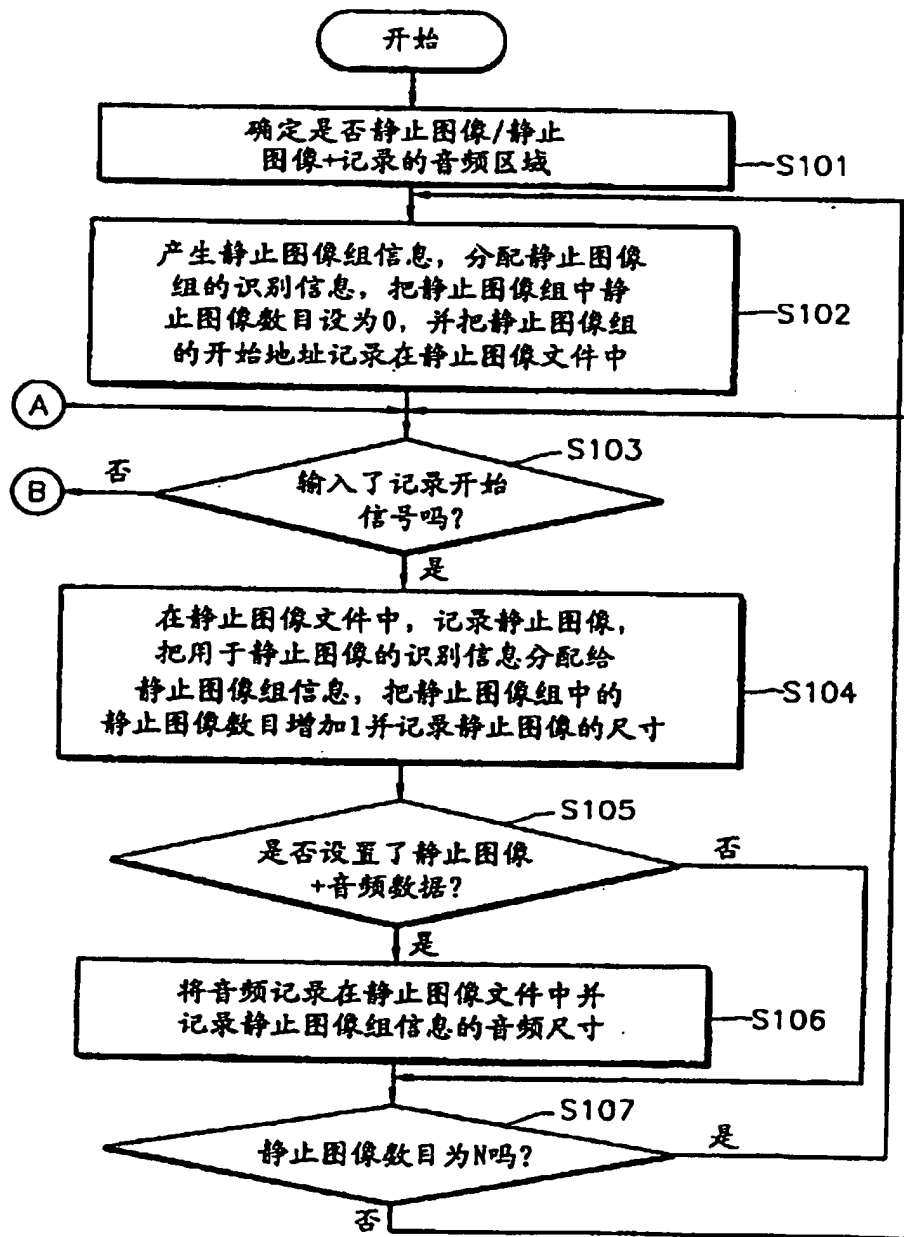 开始
确定是否静止图像/静止
图像+记录的音频区域
S101
产生静止图像组信息，分配静止图像
组的识别信息，把静止图像组中静
止图像数目设为0，并把静止图像组
的开始地址记录在静止图像文件中
S102
A
S103
否
B
输入了记录开始
信号吗？
是
在静止图像文件中，记录静止图像，
把用于静止图像的识别信息分配给
静止图像组信息，把静止图像组中的
静止图像数目增加1并记录静止图像的尺寸
S104
S105
是否设置了静止图像
+音频数据？
否
是
将音频记录在静止图像文件中并
记录静止图像组信息的音频尺寸
S106
S107
静止图像数目为N吗？
是
否